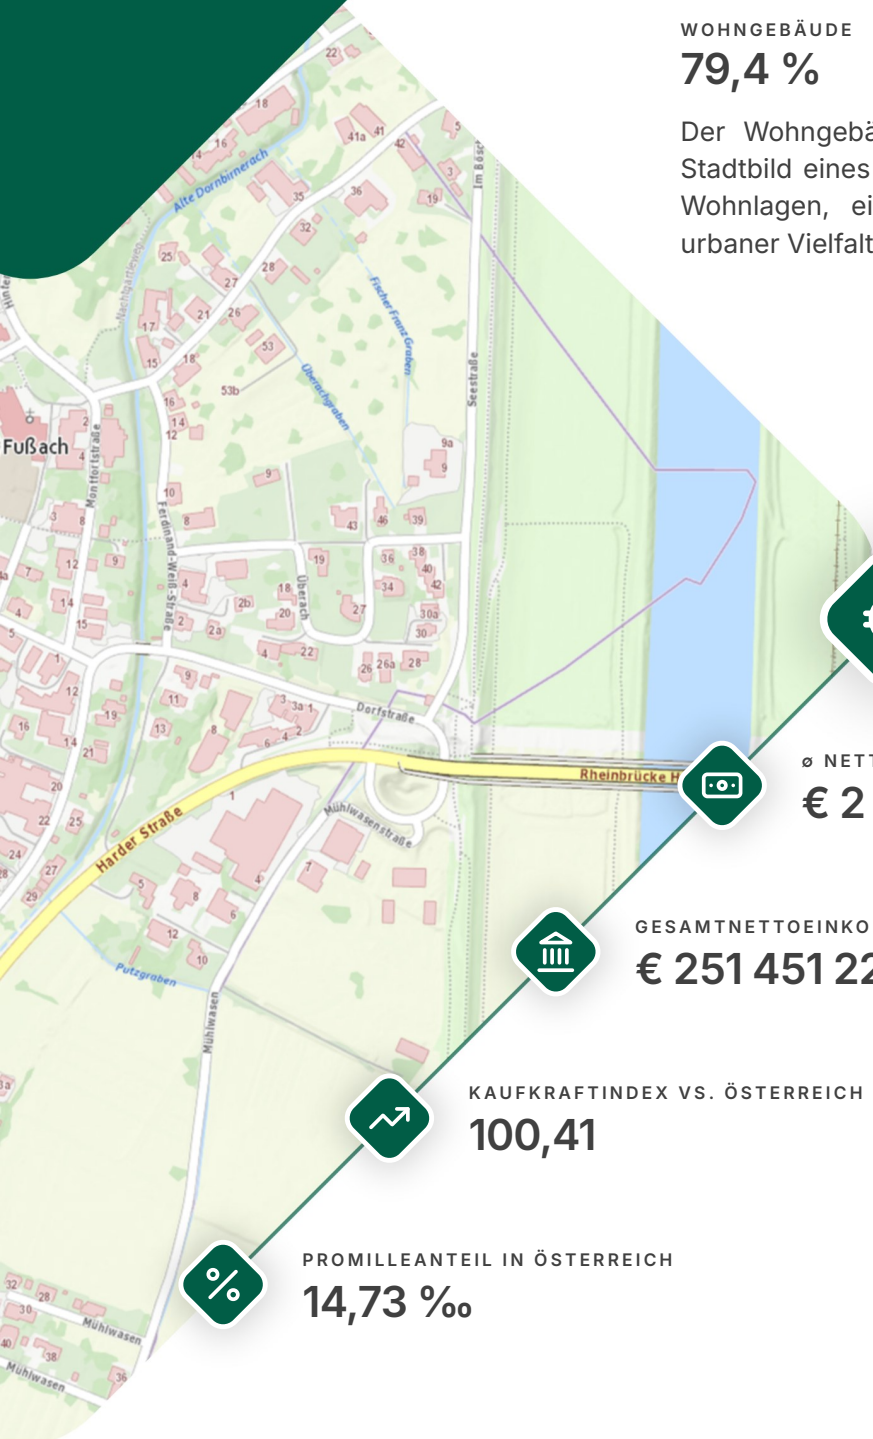 WOHNGEBÄUDE
79,4 %
Der Wohngebä
Stadtbild eines
Wohnlagen, ei
urbaner Vielfalt
Alte Dornbirnerach
Im Bösch
Nachtgärtleweg
Fischer Franz Graben
Überachgraben
Seestraße
53b
Fußach
Montfortstraße
Ferdinand-Weiß-Straße
Überach
Dorfstraße
Rheinbrücke H
Mühlwasenstraße
Harder Straße
Putzgraben
Mühlwasen
Mühlwasen
Mühlwasen
ø NETT
€ 2
GESAMTNETTOEINKO
€ 251 451 22
KAUFKRAFTINDEX VS. ÖSTERREICH
100,41
PROMILLEANTEIL IN ÖSTERREICH
14,73 ‰